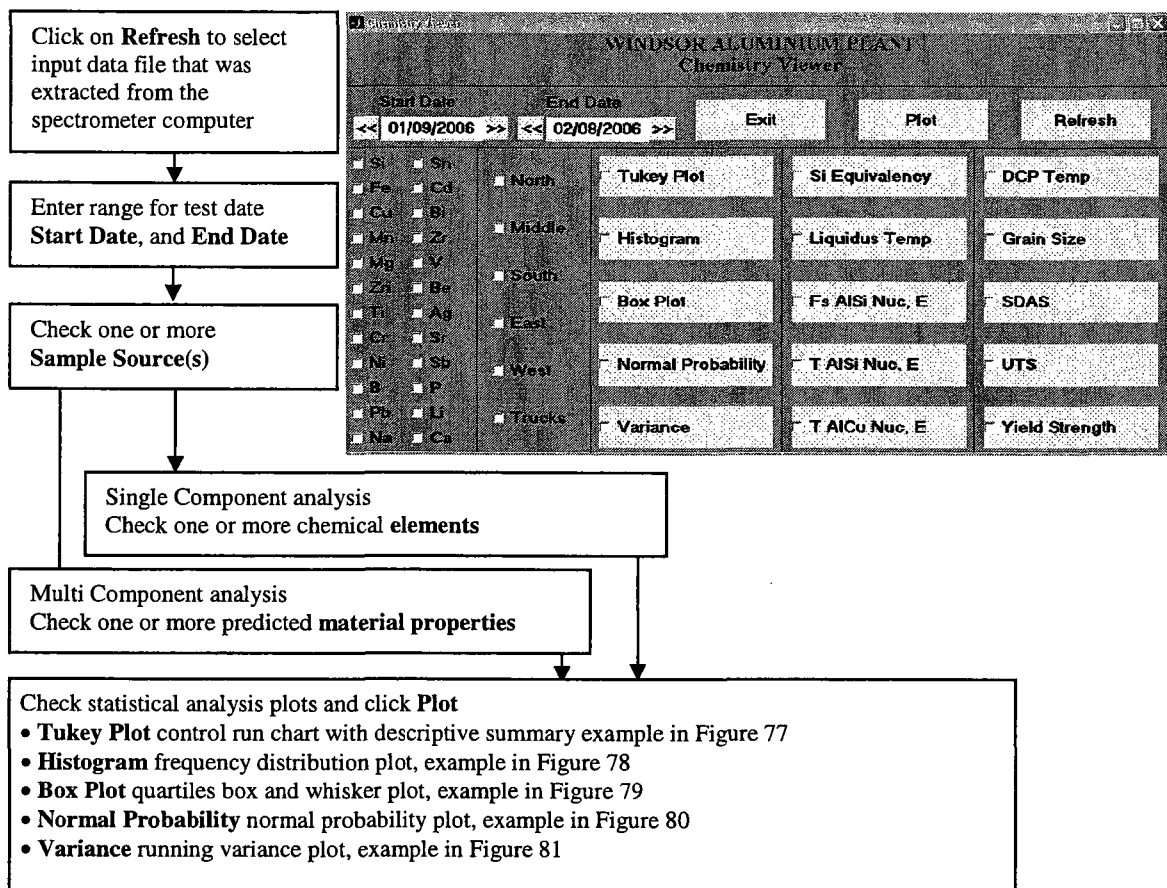 Click on Refresh to select
input data file that was
extracted from the
spectrometer computer
Enter range for test date
Start Date, and End Date
Check one or more
Sample Source(s)
Chemistry Viewer
WINDSOR ALUMINIUM PLANT
Chemistry Viewer
Start Date
End Date
<< 01/09/2006 >>
<< 02/08/2006 >>
Exit
Plot
Refresh
Si Sn
Fe Cd
Cu Bi
Mn Zr
Mg V
Zn Be
Ti Ag
Cr Sr
Ni Sb
B P
Pb Li
Na Ca
North
Middle
South
East
West
Trucks
Tukey Plot
Histogram
Box Plot
Normal Probability
Variance
Si Equivalency
Liquidus Temp
Fs AlSi Nuc, E
T AlSi Nuc, E
T AlCu Nuc, E
DCP Temp
Grain Size
SDAS
UTS
Yield Strength
Single Component analysis
Check one or more chemical elements
Multi Component analysis
Check one or more predicted material properties
Check statistical analysis plots and click Plot
• Tukey Plot control run chart with descriptive summary example in Figure 77
• Histogram frequency distribution plot, example in Figure 78
• Box Plot quartiles box and whisker plot, example in Figure 79
• Normal Probability normal probability plot, example in Figure 80
• Variance running variance plot, example in Figure 81